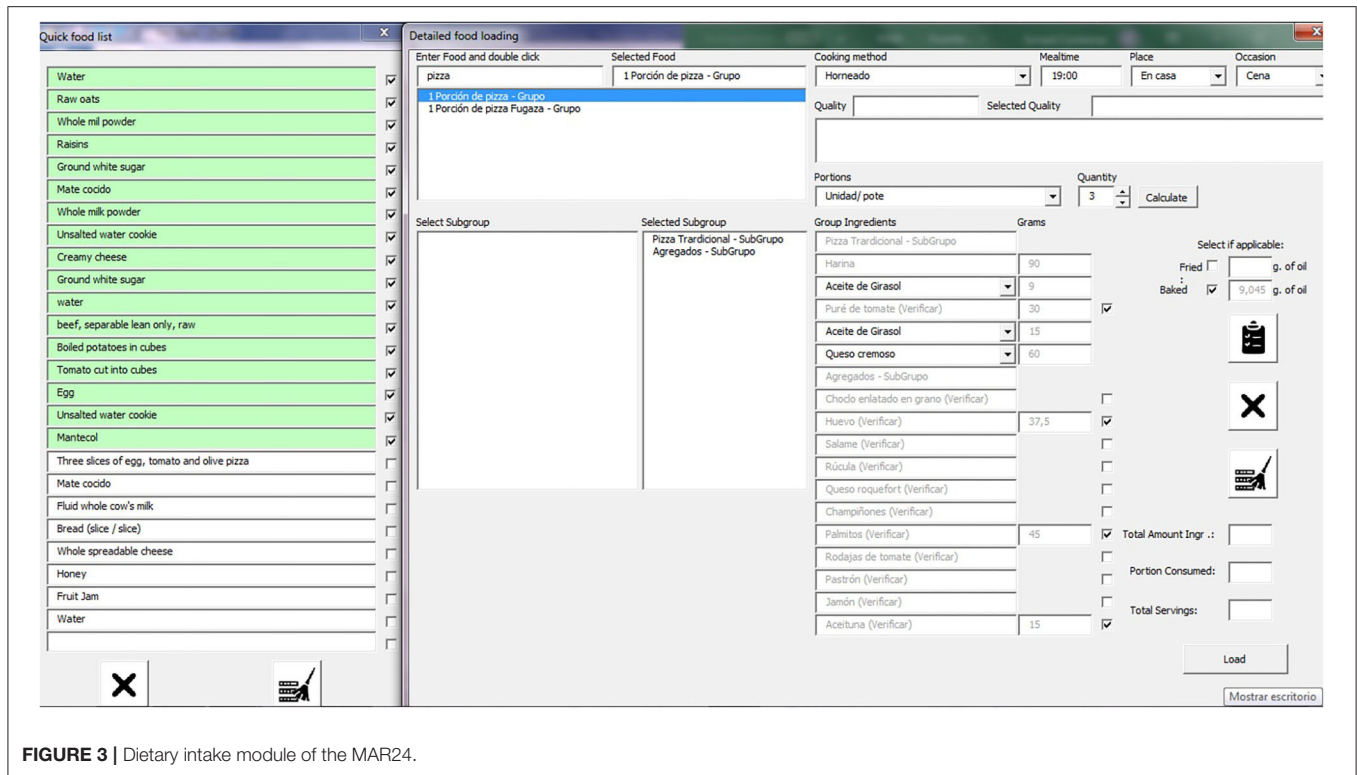 Quick food list
X
Water
Raw oats
Whole mil powder
Raisins
Ground white sugar
Mate cocido
Whole milk powder
Unsalted water cookie
Creamy cheese
Ground white sugar
water
beef, separable lean only, raw
Boiled potatoes in cubes
Tomato cut into cubes
Egg
Unsalted water cookie
Mantecol
Three slices of egg, tomato and olive pizza
Mate cocido
Fluid whole cow's milk
Bread (slice / slice)
Whole spreadable cheese
Honey
Fruit Jam
Water
Detailed food loading
X
Enter Food and double click
Selected Food
pizza
1 Porción de pizza - Grupo
1 Porción de pizza - Grupo
1 Porción de pizza Fugaza - Grupo
Select Subgroup
Selected Subgroup
Pizza Trardicional - SubGrupo
Agregados - SubGrupo
Cooking method
Mealtime
Place
Occasion
Horneado
19:00
En casa
Cena
Quality
Selected Quality
Portions
Quantity
Unidad/pote
3
Calculate
Group Ingredients
Grams
Pizza Trardicional - SubGrupo
Harina 90
Aceite de Girasol 9
Puré de tomate (Verificar) 30
Aceite de Girasol 15
Queso cremoso 60
Agregados - SubGrupo
Choclo enlatado en grano (Verificar)
Huevo (Verificar) 37,5
Salame (Verificar)
Rúcula (Verificar)
Queso roquefort (Verificar)
Champiñones (Verificar)
Palmitos (Verificar) 45
Rodajas de tomate (Verificar)
Pastrón (Verificar)
Jamón (Verificar)
Aceituna (Verificar) 15
Select if applicable:
Fried g. of oil
:
Baked 9,045 g. of oil
Total Amount Ingr .:
Portion Consumed:
Total Servings:
Load
Mostrar escritorio
FIGURE 3 | Dietary intake module of the MAR24.